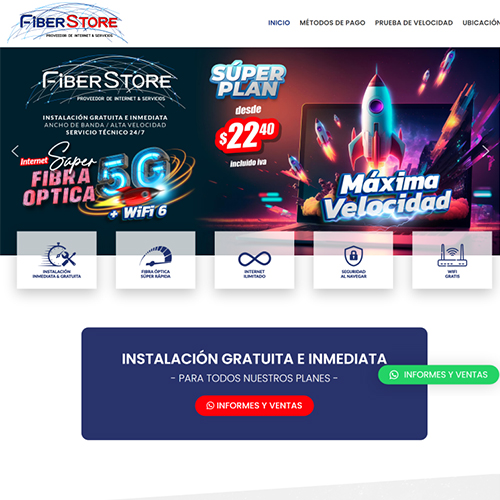 FIBERSTORE
PROVEEDOR DE INTERNET & SERVICIOS
INICIO MÉTODOS DE PAGO PRUEBA DE VELOCIDAD UBICACIÓN
FIBERSTORE
PROVEEDOR DE INTERNET & SERVICIOS
INSTALACIÓN GRATUITA E INMEDIATA
ANCHO DE BANDA / ALTA VELOCIDAD
SERVICIO TÉCNICO 24/7
Internet Super
FIBRA
OPTICA
5G
+ WiFi 6
SÚPER
PLAN
desde
$22.40
incluido iva
Máxima
Velocidad
INSTALACIÓN
INMEDIATA & GRATUITA
FIBRA ÓPTICA
SÚPER RÁPIDA
INTERNET
ILIMITADO
SEGURIDAD
AL NAVEGAR
WIFI
GRATIS
INSTALACIÓN GRATUITA E INMEDIATA
- PARA TODOS NUESTROS PLANES -
INFORMES Y VENTAS
INFORMES Y VENTAS